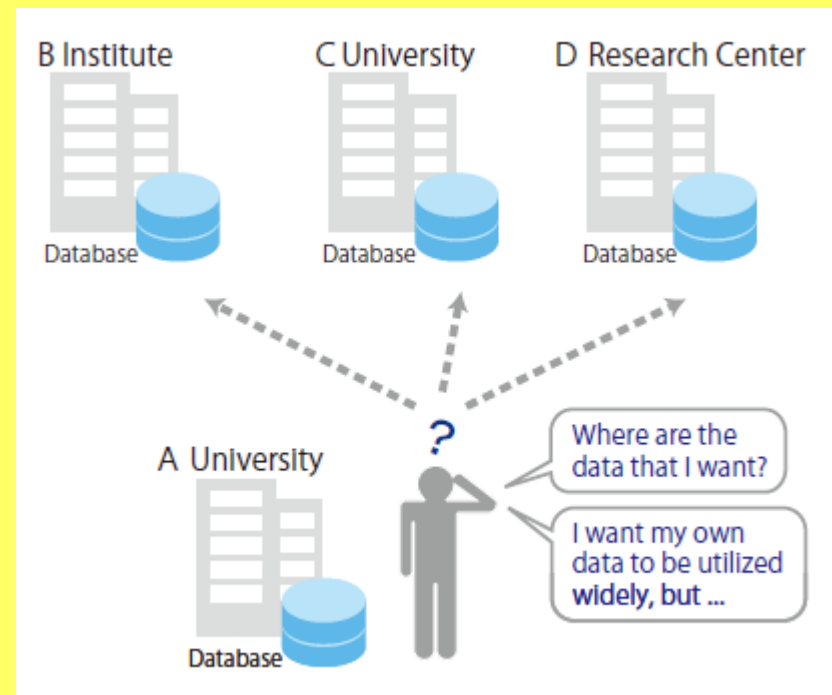 B Institute
C University
D Research Center
Database
Database
Database
?
A University
Where are the
data that I want?
I want my own
data to be utilized
widely, but ...
Database